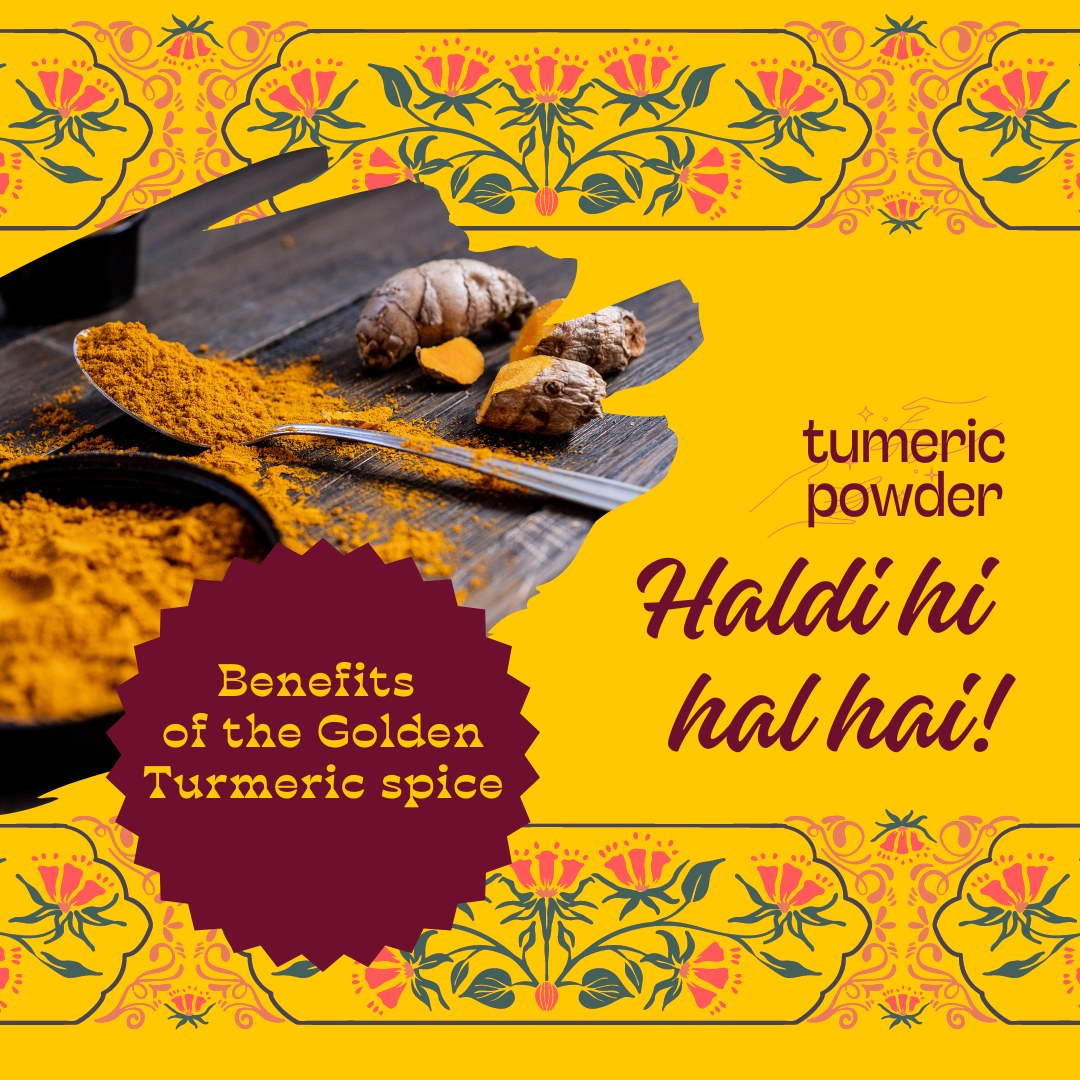 tumeric
powder
Haldi hi
hal hai!
Benefits
of the Golden
Turmeric spice